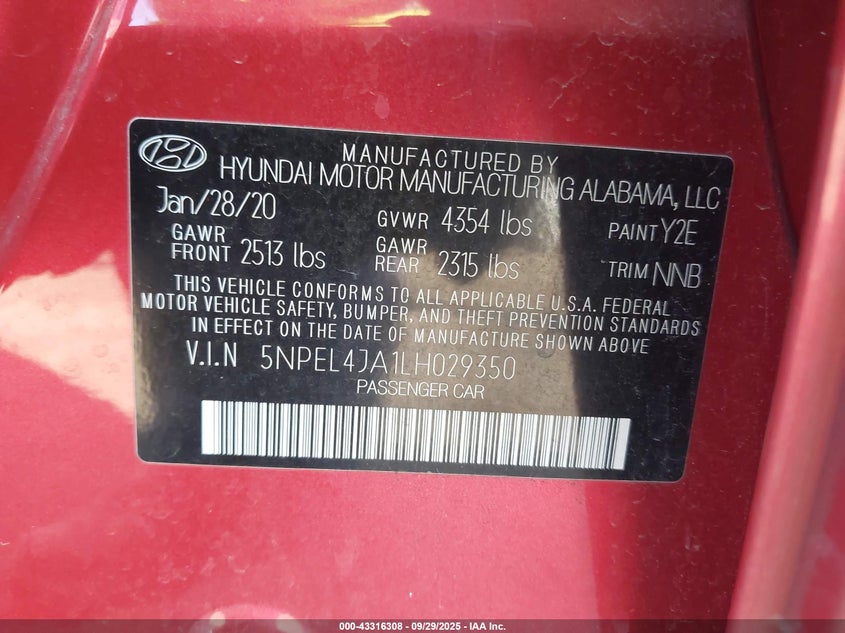 MANUFACTURED BY
HYUNDAI MOTOR MANUFACTURING ALABAMA, LLC
Jan/28/20 GVWR 4354 lbs PAINT Y2E
GAWR FRONT 2513 lbs GAWR REAR 2315 lbs TRIM NNB
THIS VEHICLE CONFORMS TO ALL APPLICABLE U.S.A. FEDERAL
MOTOR VEHICLE SAFETY, BUMPER, AND THEFT PREVENTION STANDARDS
IN EFFECT ON THE DATE OF MANUFACTURE SHOWN ABOVE.
V.I.N 5NPEL4JA1LH029350
PASSENGER CAR
000-43316308 - 09/29/2025 - IAA Inc.